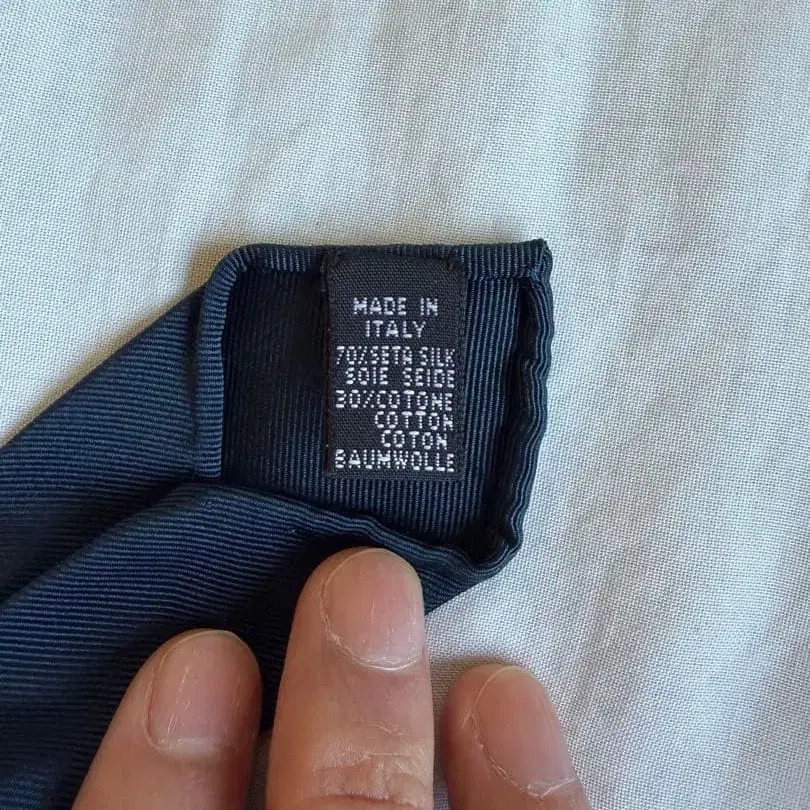 MADE IN
ITALY
70%SETA SILK
SOIE SEIDE
30%COTONE
COTTON
COTON
BAUMWOLLE